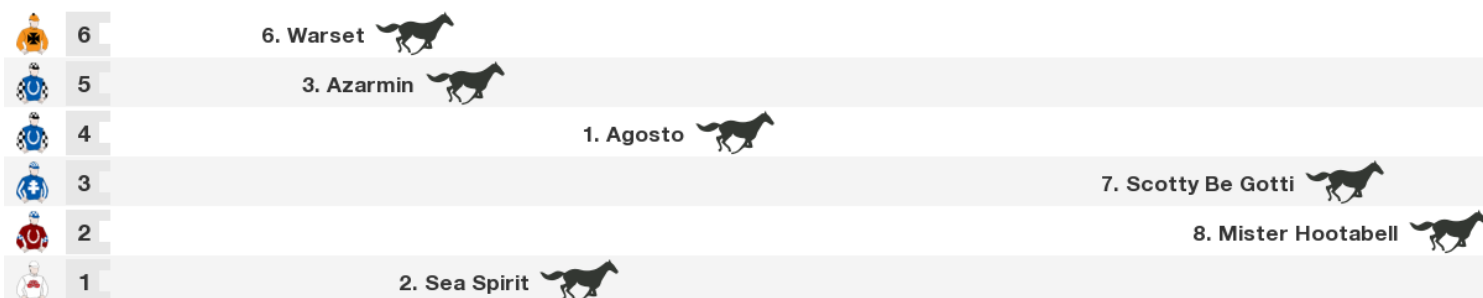 6 6. Warset
5 3. Azarmin
4 1. Agosto
3 7. Scotty Be Gotti
2 8. Mister Hootabell
1 2. Sea Spirit